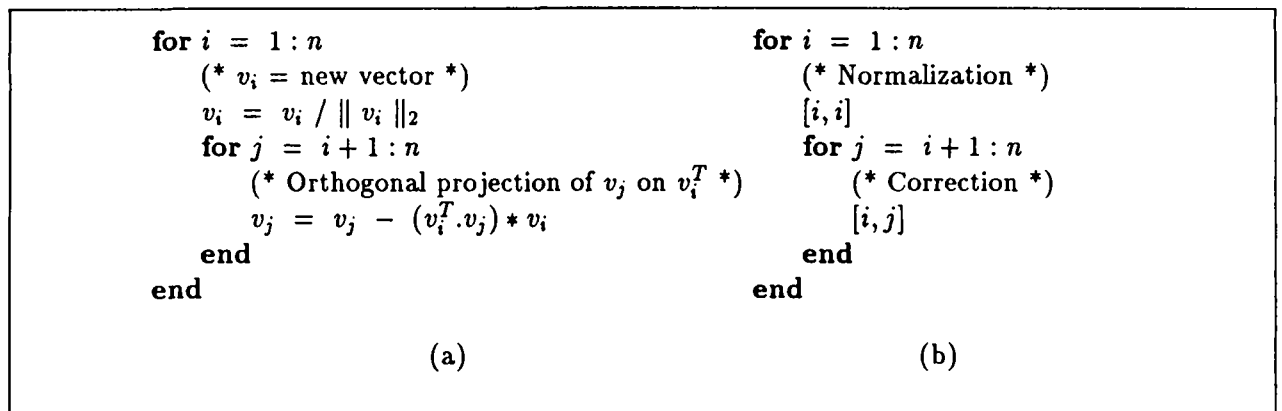 for i = 1 : n
(* v_i = new vector *)
v_i = v_i / ‖ v_i ‖_2
for j = i + 1 : n
(* Orthogonal projection of v_j on v_i^T *)
v_j = v_j − (v_i^T.v_j) * v_i
end
end
(a)
for i = 1 : n
(* Normalization *)
[i, i]
for j = i + 1 : n
(* Correction *)
[i, j]
end
end
(b)